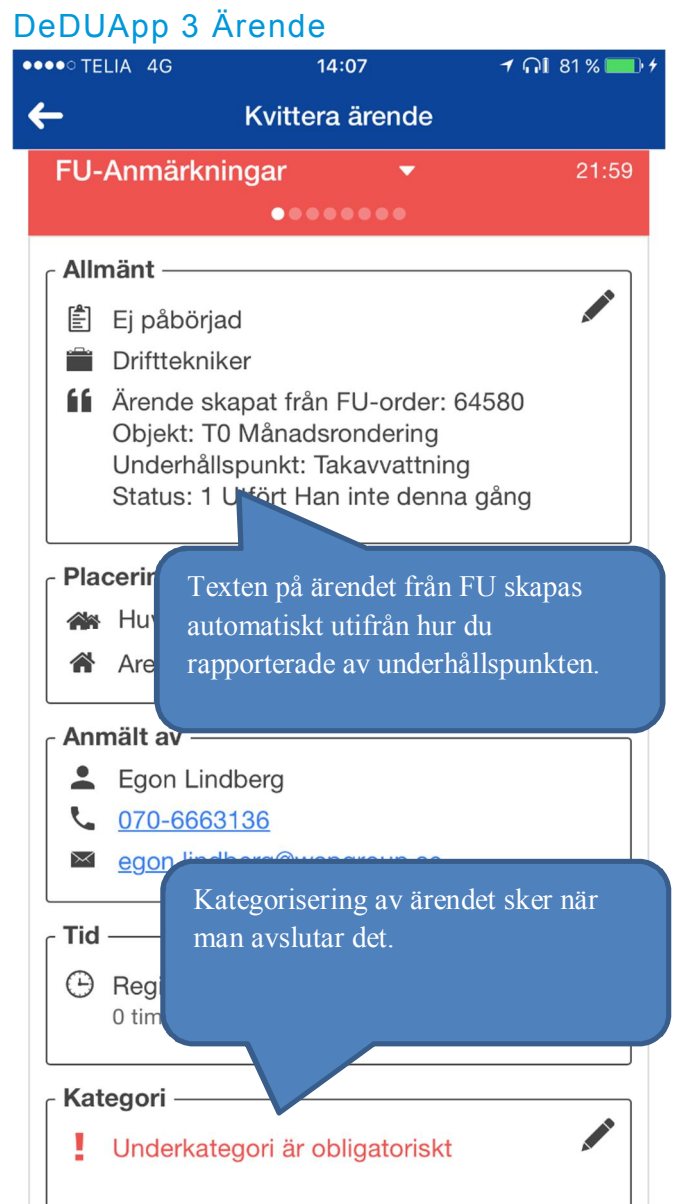 DeDUApp 3 Ärende
TELIA 4G 14:07 81 %
Kvittera ärende
FU-Anmärkningar 21:59
Allmänt
Ej påbörjad
Drifttekniker
Ärende skapat från FU-order: 64580
Objekt: T0 Månadsrondering
Underhållspunkt: Takavvattning
Status: 1 Utfört Han inte denna gång
Texten på ärendet från FU skapas
automatiskt utifrån hur du
rapporterade av underhållspunkten.
Anmält av
Egon Lindberg
070-6663136
Kategorisering av ärendet sker när
man avslutar det.
Tid
Kategori
! Underkategori är obligatoriskt